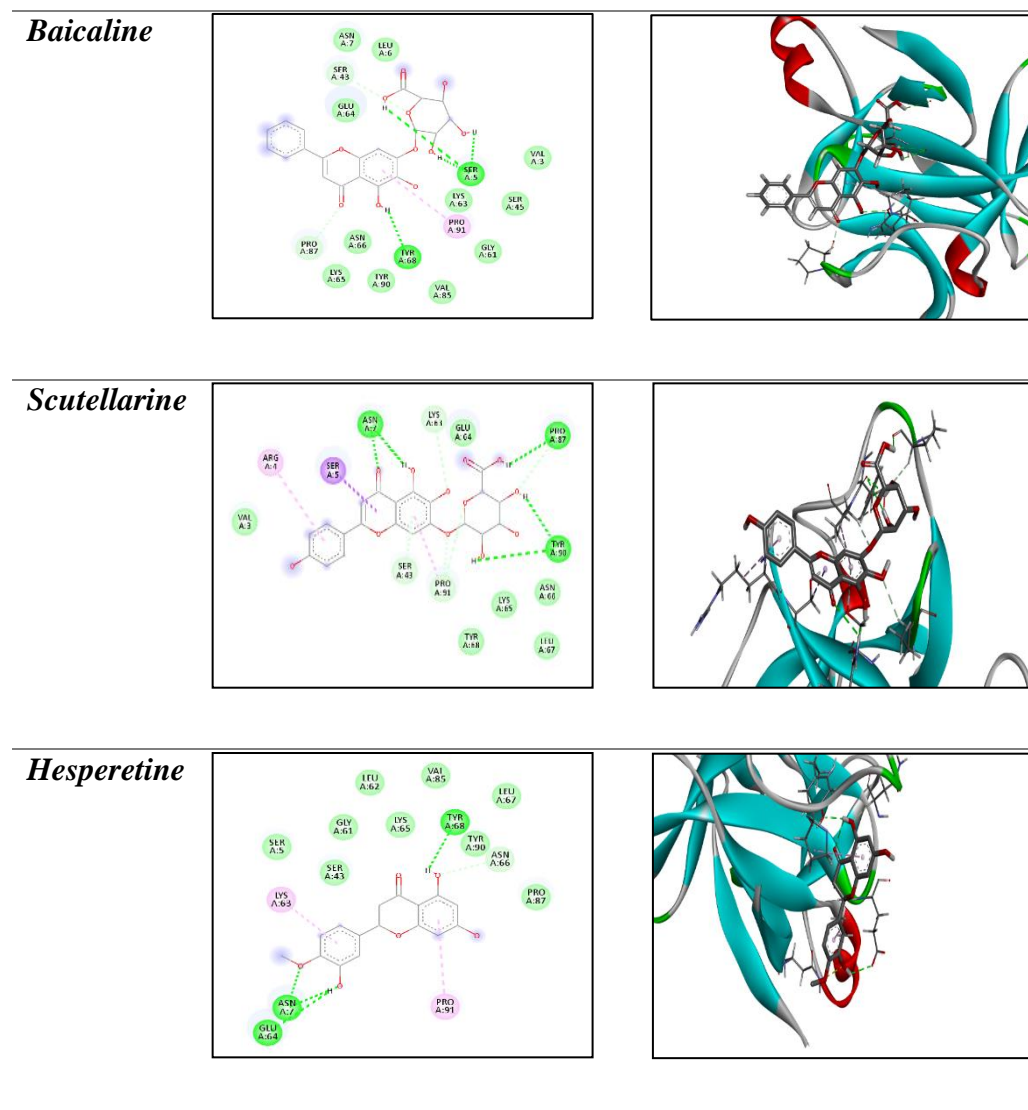 Baicaline
ASN
A:7
LEU
A:6
SER
A:43
GLU
A:64
VAL
A:3
SER
A:5
LYS
A:63
SER
A:45
PRO
A:91
PRO
A:87
ASN
A:66
TYR
A:68
GLY
A:61
LYS
A:65
TYR
A:90
VAL
A:85
H
H
H
H
O
Scutellarine
ASN
A:7
LYS
A:63
GLU
A:64
PRO
A:87
ARG
A:4
SER
A:5
VAL
A:3
TYR
A:90
SER
A:43
PRO
A:91
LYS
A:65
ASN
TYR
A:68
LEU
A:67
H
H
H
H
O
Hesperetine
LEU
A:62
VAL
A:85
LEU
A:67
GLY
A:61
LYS
A:65
TYR
A:68
SER
A:5
TYR
A:90
ASN
A:66
SER
A:43
LYS
A:63
PRO
A:87
ASN
A:7
GLU
A:64
PRO
A:91
H
H
O